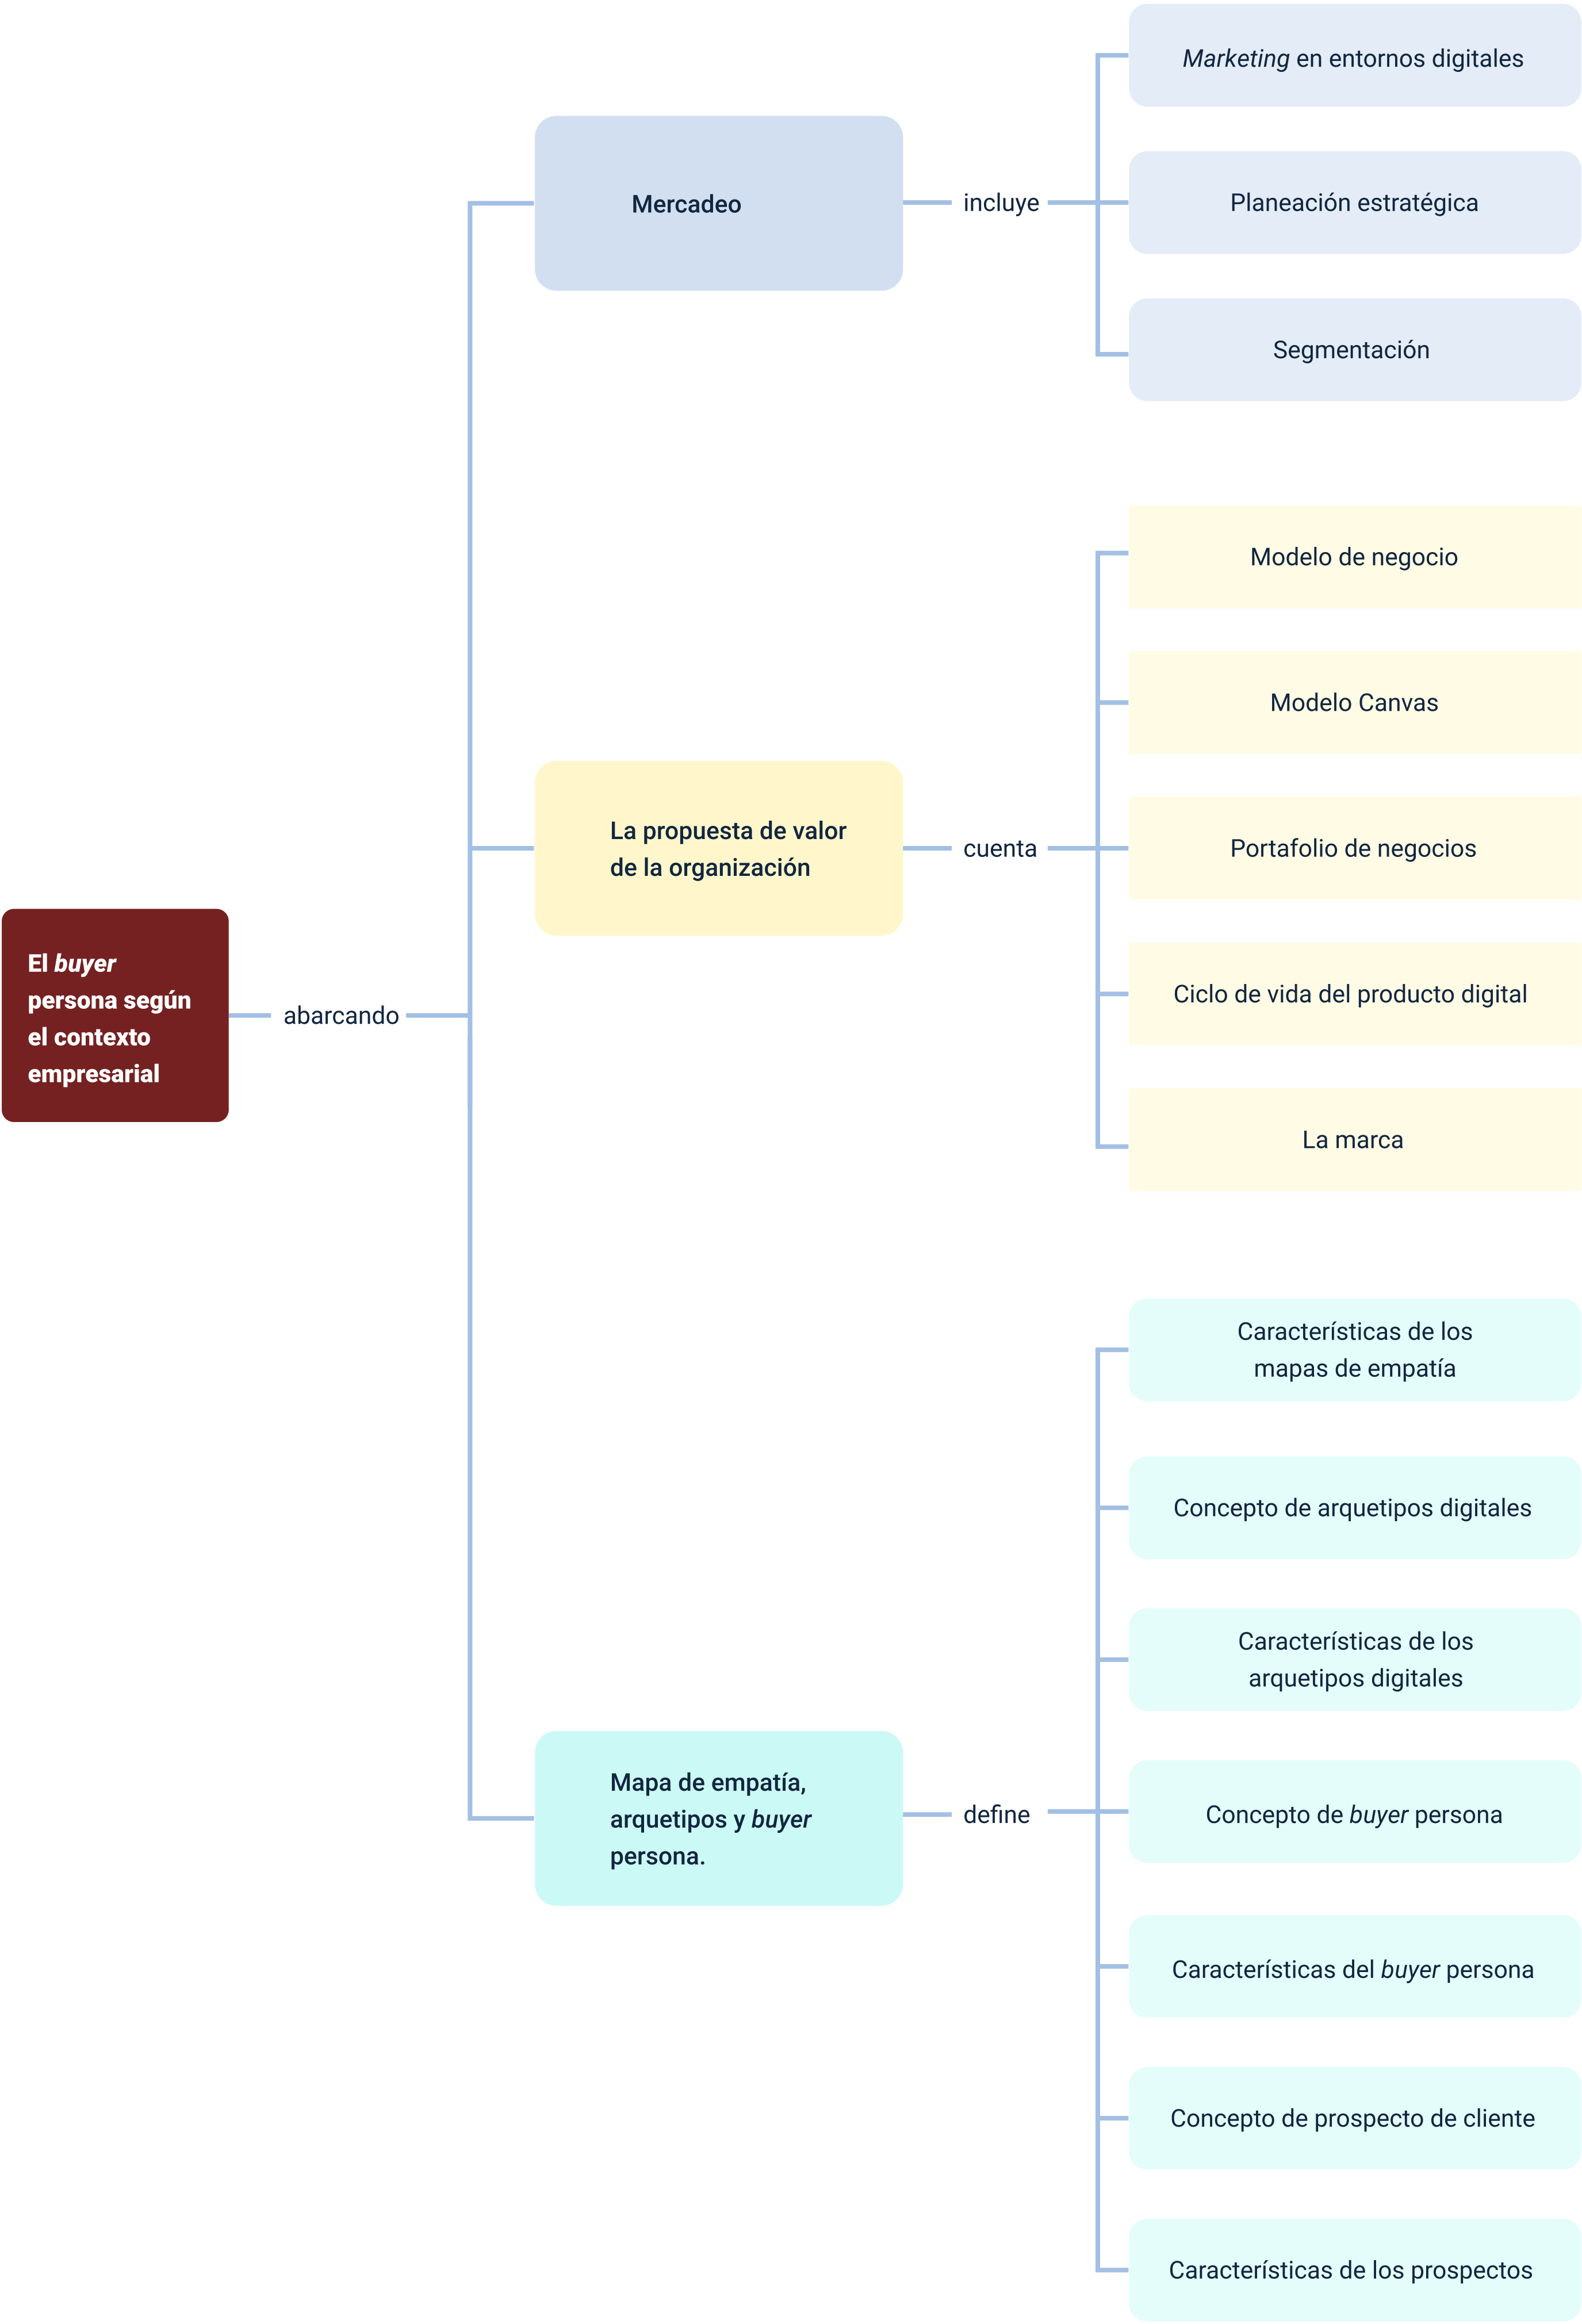 El buyer
persona según
el contexto
empresarial
abarcando
Mercadeo
incluye
Marketing en entornos digitales
Planeación estratégica
Segmentación
La propuesta de valor
de la organización
cuenta
Modelo de negocio
Modelo Canvas
Portafolio de negocios
Ciclo de vida del producto digital
La marca
Mapa de empatía,
arquetipos y buyer
persona.
define
Característísticas de los
mapas de empatía
Concepto de arquetipos digitales
Característísticas de los
arquetipos digitales
Concepto de buyer persona
Característísticas del buyer persona
Concepto de prospecto de cliente
Característísticas de los prospectos